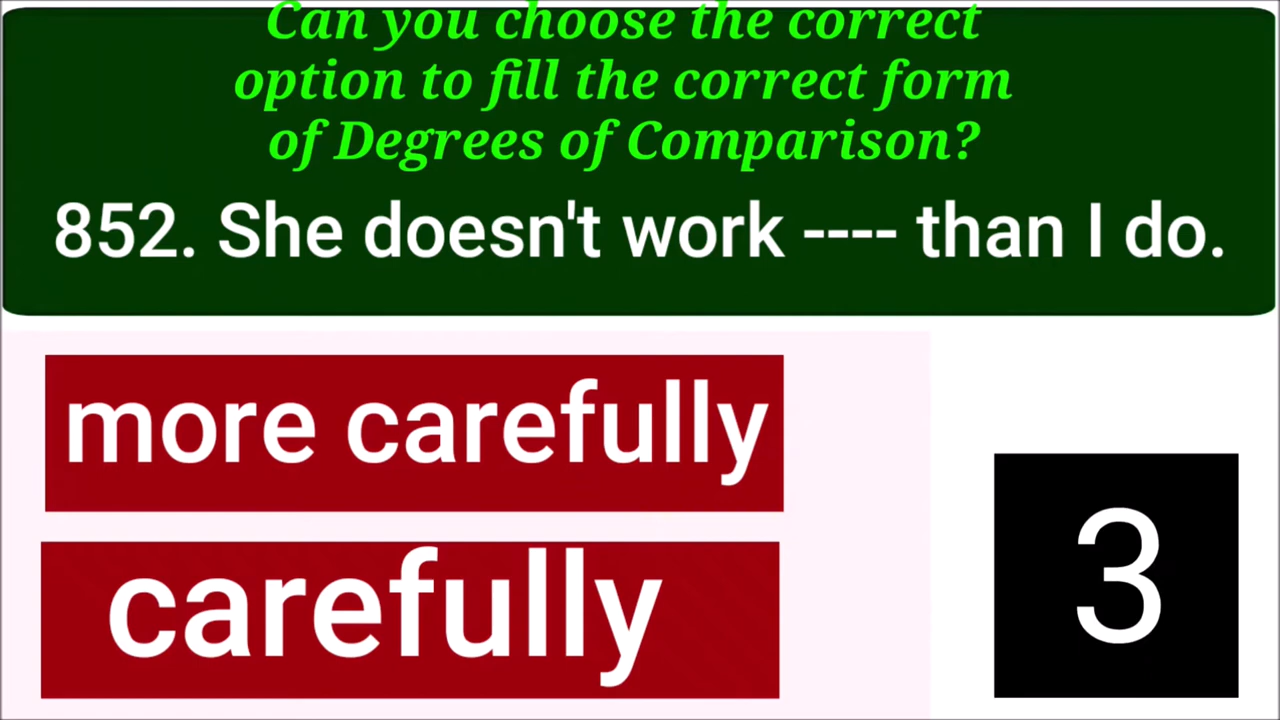 Can you choose the correct
option to fill the correct form
of Degrees of Comparison?
852. She doesn't work ---- than I do.
more carefully
carefully
3